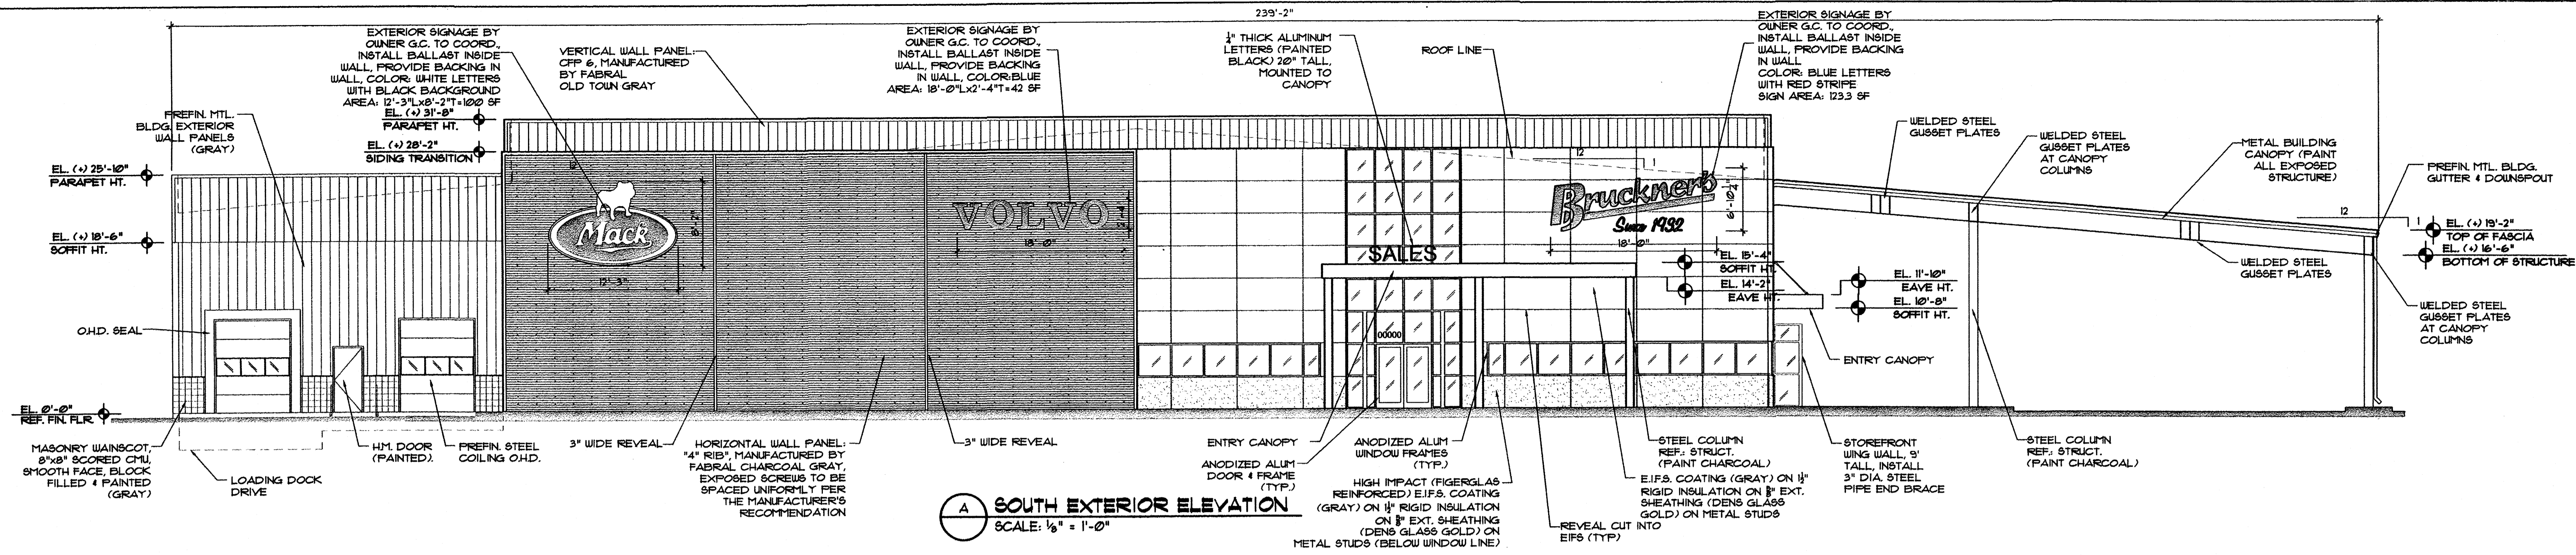 239'-2"
EXTERIOR SIGNAGE BY
OWNER G.C. TO COORD.,
INSTALL BALLAST INSIDE
WALL, PROVIDE BACKING IN
WALL, COLOR: WHITE LETTERS
WITH BLACK BACKGROUND
AREA: 12'-3"Lx8'-2"T=100 SF
VERTICAL WALL PANEL:
CFP 6, MANUFACTURED
BY FABRAL
OLD TOWN GRAY
EXTERIOR SIGNAGE BY
OWNER G.C. TO COORD.,
INSTALL BALLAST INSIDE
WALL, PROVIDE BACKING
IN WALL, COLOR:BLUE
AREA: 18'-0"Lx2'-4"T=42 SF
1/4" THICK ALUMINUM
LETTERS (PAINTED
BLACK) 20" TALL,
MOUNTED TO
CANOPY
ROOF LINE
EXTERIOR SIGNAGE BY
OWNER G.C. TO COORD.,
INSTALL BALLAST INSIDE
WALL, PROVIDE BACKING
IN WALL
COLOR: BLUE LETTERS
WITH RED STRIPE
SIGN AREA: 123.3 SF
PREFIN. MTL.
BLDG. EXTERIOR
WALL PANELS
(GRAY)
EL. (+) 31'-8"
PARAPET HT.
EL. (+) 28'-2"
SIDING TRANSITION
EL. (+) 25'-10"
PARAPET HT.
EL. (+) 18'-6"
SOFFIT HT.
WELDED STEEL
GUSSET PLATES
WELDED STEEL
GUSSET PLATES
AT CANOPY
COLUMNS
METAL BUILDING
CANOPY (PAINT
ALL EXPOSED
STRUCTURE)
PREFIN. MTL. BLDG.
GUTTER & DOWNSPOUT
12
12
1
12
1
EL. (+) 19'-2"
TOP OF FASCIA
EL. (+) 16'-6"
BOTTOM OF STRUCTURE
WELDED STEEL
GUSSET PLATES
WELDED STEEL
GUSSET PLATES
AT CANOPY
COLUMNS
Mack
8'-2"
12'-3"
VOLVO
2'-4"
18'-0"
SALES
Bruckner's
Since 1932
6'-10 1/4"
18'-0"
EL. 15'-4"
SOFFIT HT.
EL. 14'-2"
EAVE HT.
EL. 11'-10"
EAVE HT.
EL. 10'-8"
SOFFIT HT.
00000
O.H.D. SEAL
ENTRY CANOPY
EL. 0'-0"
REF. FIN. FLR.
MASONRY WAINSCOT,
8"x8" SCORED CMU,
SMOOTH FACE, BLOCK
FILLED & PAINTED
(GRAY)
LOADING DOCK
DRIVE
H.M. DOOR
(PAINTED).
PREFIN. STEEL
COILING O.H.D.
3" WIDE REVEAL
HORIZONTAL WALL PANEL:
"4" RIB", MANUFACTURED BY
FABRAL CHARCOAL GRAY,
EXPOSED SCREWS TO BE
SPACED UNIFORMLY PER
THE MANUFACTURER'S
RECOMMENDATION
3" WIDE REVEAL
ENTRY CANOPY
ANODIZED ALUM
DOOR & FRAME
(TYP.)
ANODIZED ALUM
WINDOW FRAMES
(TYP.)
HIGH IMPACT (FIGERGLAS
REINFORCED) E.I.F.S. COATING
(GRAY) ON 1 1/2" RIGID INSULATION
ON 5/8" EXT. SHEATHING
(DENS GLASS GOLD) ON
METAL STUDS (BELOW WINDOW LINE)
STEEL COLUMN
REF.: STRUCT.
(PAINT CHARCOAL)
E.I.F.S. COATING (GRAY) ON 1 1/2"
RIGID INSULATION ON 5/8" EXT.
SHEATHING (DENS GLASS
GOLD) ON METAL STUDS
REVEAL CUT INTO
EIFS (TYP)
STOREFRONT
WING WALL, 9'
TALL, INSTALL
3" DIA. STEEL
PIPE END BRACE
STEEL COLUMN
REF.: STRUCT.
(PAINT CHARCOAL)
A
SOUTH EXTERIOR ELEVATION
SCALE: 1/8" = 1'-0"